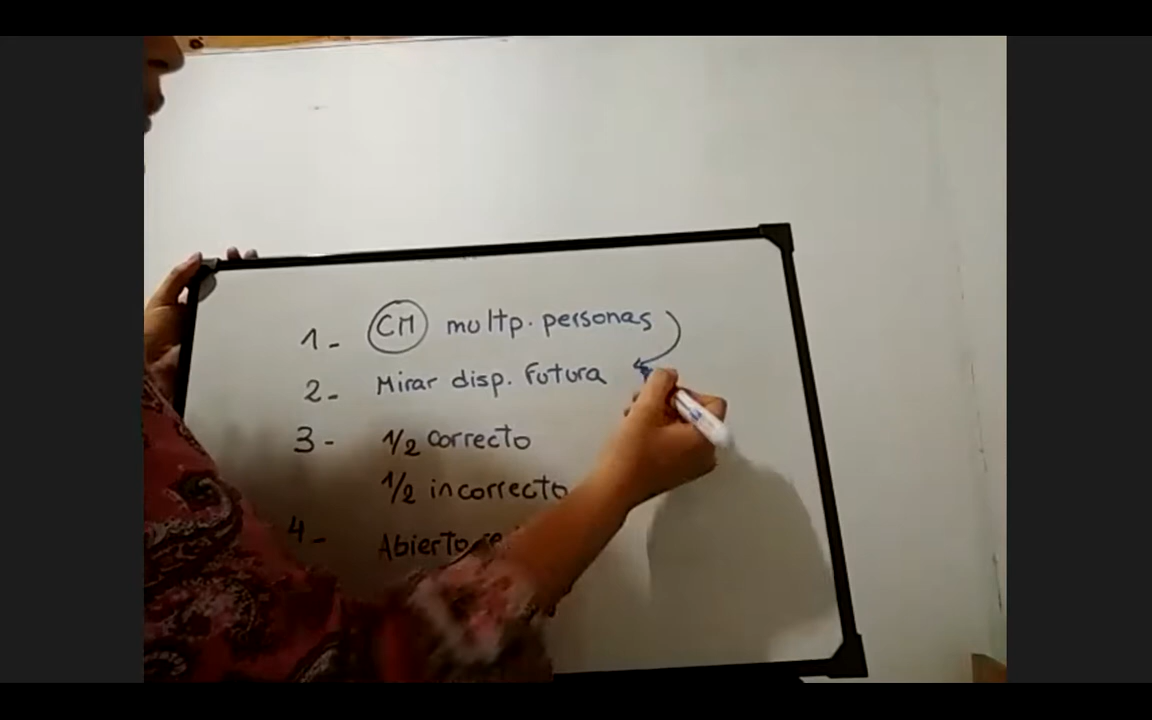 1- CM multp. personas
2- Mirar disp. Futura
3- 1/2 correcto
1/2 incorrecto
4- Abierto